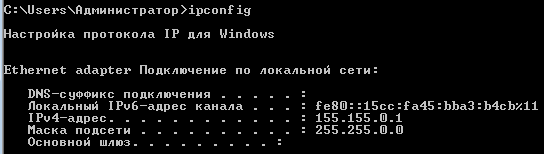 C:\Users\Администратор>ipconfig
Настройка протокола IP для Windows
Ethernet adapter Подключение по локальной сети:
DNS-суффикс подключения . . . . . :
Локальный IPv6-адрес канала . . . : fe80::15cc:fa45:bba3:b4cb%11
IPv4-адрес. . . . . . . . . . . . : 155.155.0.1
Маска подсети . . . . . . . . . . : 255.255.0.0
Основной шлюз. . . . . . . . . :